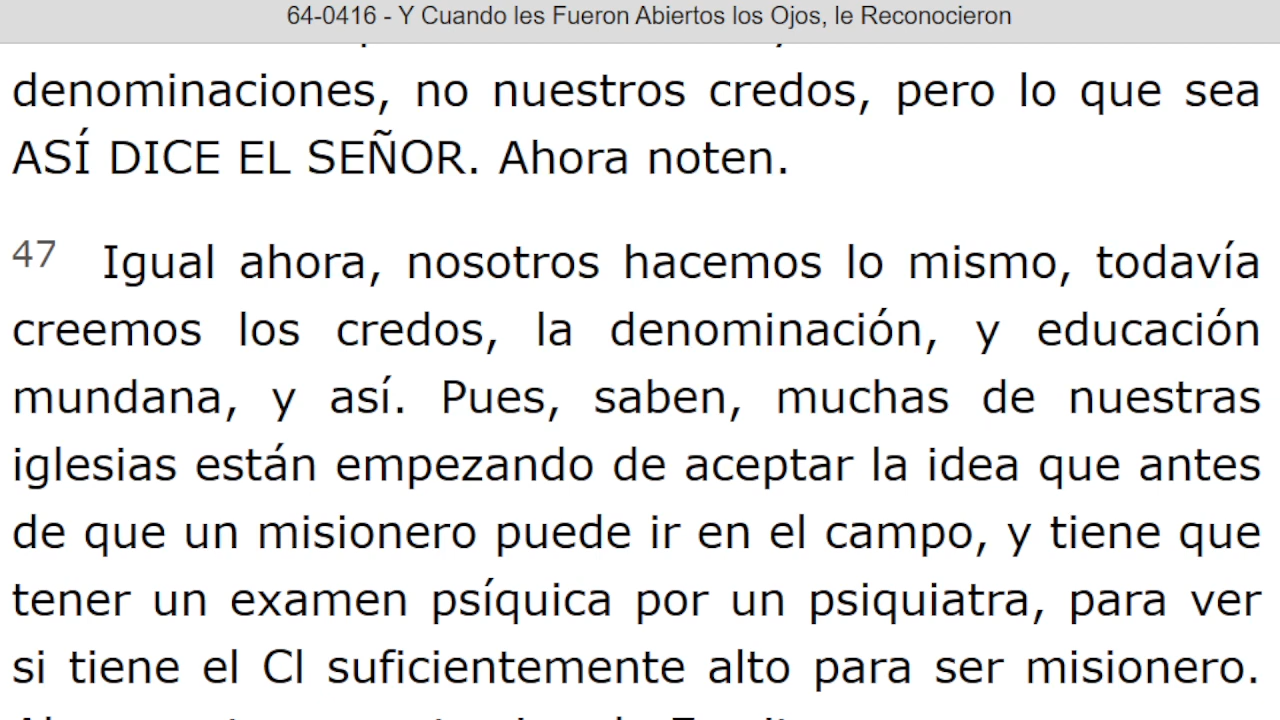 64-0416 - Y Cuando les Fueron Abiertos los Ojos, le Reconocieron
denominaciones, no nuestros credos, pero lo que sea
ASÍ DICE EL SEÑOR. Ahora noten.
47 Igual ahora, nosotros hacemos lo mismo, todavía
creemos los credos, la denominación, y educación
mundana, y así. Pues, saben, muchas de nuestras
iglesias están empezando de aceptar la idea que antes
de que un misionero puede ir en el campo, y tiene que
tener un examen psíquica por un psiquiatra, para ver
si tiene el Cl suficientemente alto para ser misionero.